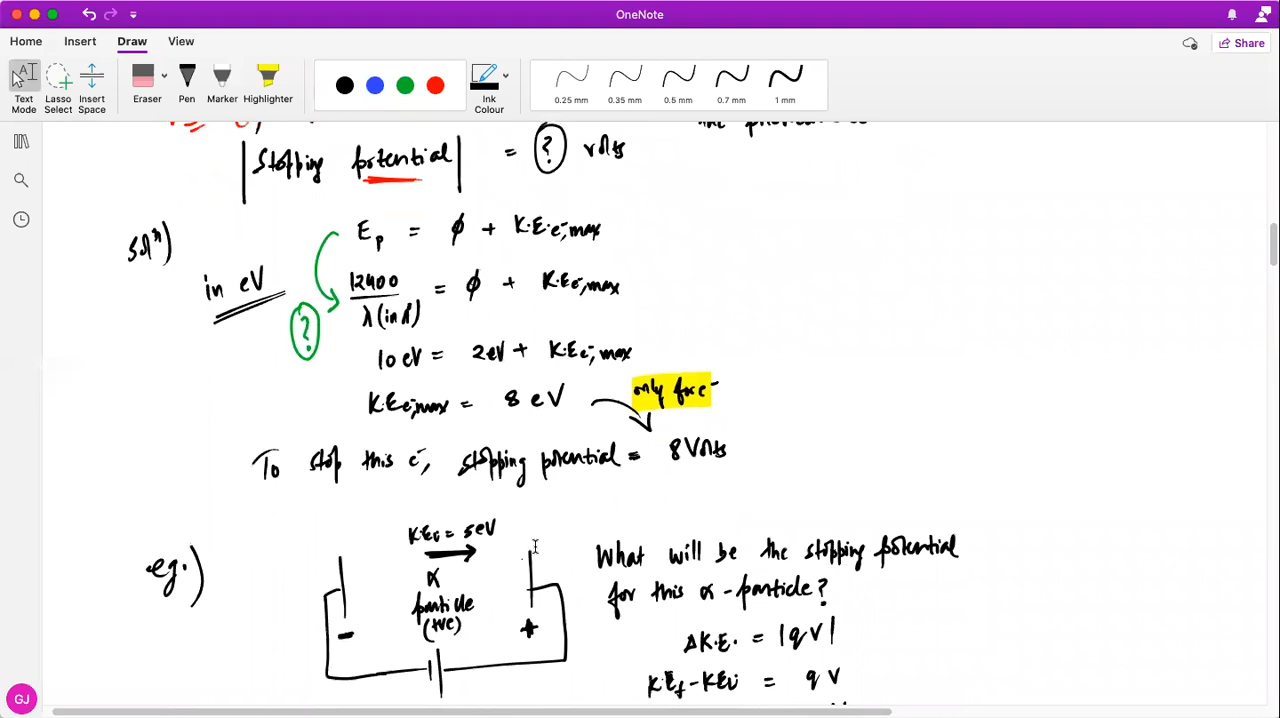 OneNote
Home Insert Draw View
Share
Text Mode
Lasso Select
Insert Space
Eraser
Pen
Marker
Highlighter
Ink Colour
0.25 mm
0.35 mm
0.5 mm
0.7 mm
1 mm
|Stopping potential| = ? volts
Solⁿ)
in eV
Ep = φ + K.E.e⁻,max
12400 / λ(in Å) = φ + K.Ee⁻,max
?
10 eV = 2eV + K.Ee⁻,max
K.Ee⁻,max = 8 eV
only for e⁻
To stop this e⁻, stopping potential = 8 Volts
eg.)
K.Ei = 5eV
α
particle
(+ve)
- +
What will be the stopping potential
for this α-particle?
ΔK.E. = |qV|
K.Ef - K.Ei = qV
GJ